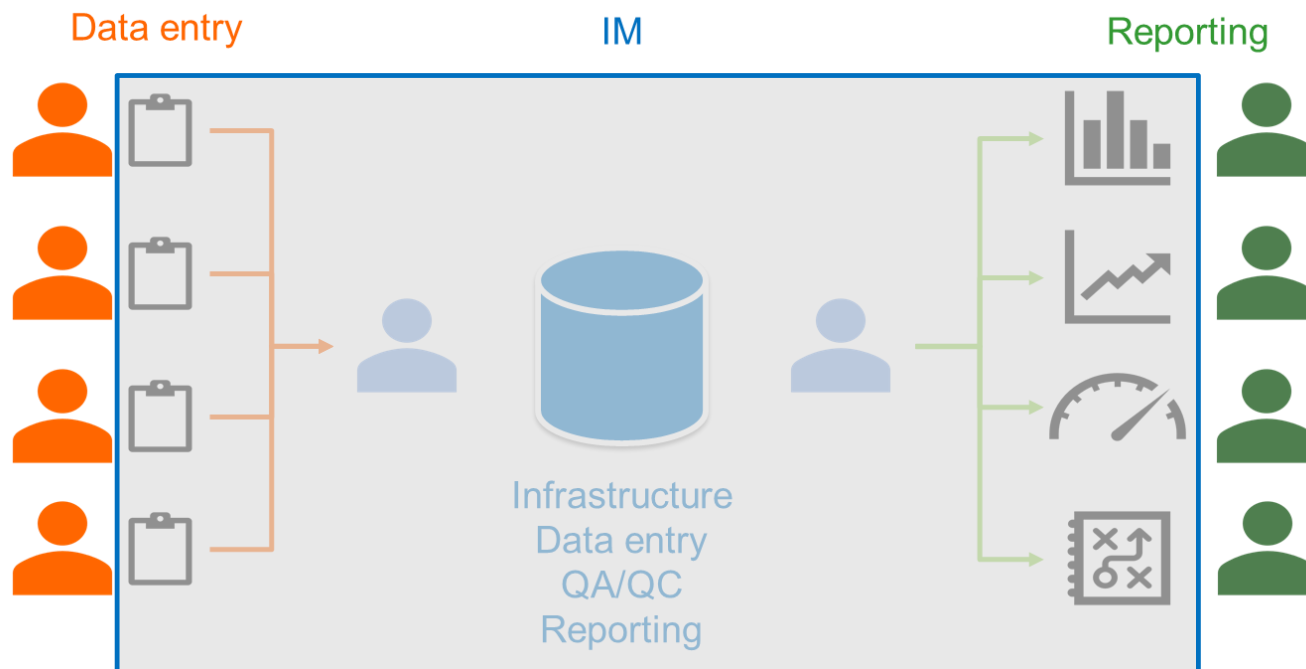 Data entry
IM
Reporting
Infrastructure
Data entry
QA/QC
Reporting